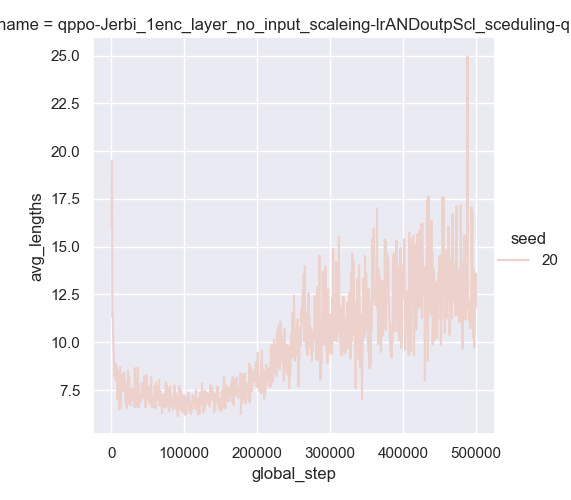 name = qppo-Jerbi_1enc_layer_no_input_scaleing-lrANDoutpScl_sceduling-q
25.0
22.5
20.0
17.5
15.0
12.5
10.0
7.5
avg_lengths
0 100000 200000 300000 400000 500000
global_step
seed
20